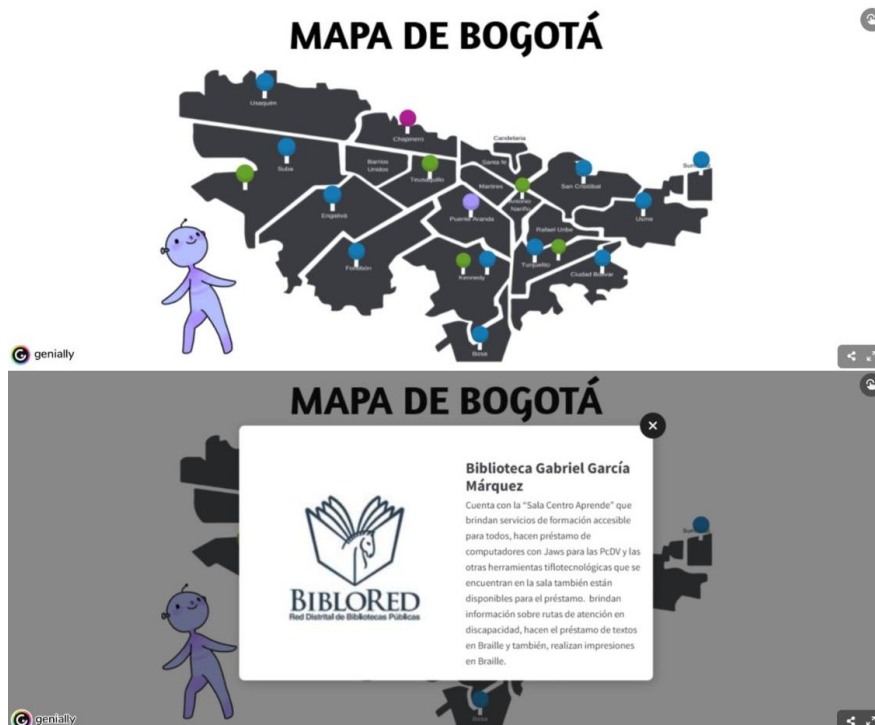 MAPA DE BOGOTÁ
Usaquén
Chapinero
Candelaria
Barrios
Unidos
Santa fe
Suba
Teusaquillo
San Cristóbal
Mártires
Engativá
Antonio
Nariño
Puente Aranda
Usme
Rafael Uribe
Fontibón
Tunjuelito
Kennedy
Ciudad Bolívar
Bosa
genially
MAPA DE BOGOTÁ
Biblioteca Gabriel García
Márquez
Cuenta con la “Sala Centro Aprende” que
brindan servicios de formación accesible
para todos, hacen préstamo de
computadores con Jaws para las PcDV y las
otras herramientas tiflotecnológicas que se
encuentran en la sala también están
disponibles para el préstamo. brindan
información sobre rutas de atención en
discapacidad, hacen el préstamo de textos
en Braille y también, realizan impresiones
en Braille.
BIBLORED
Red Distrital de Bibliotecas Públicas
Bosa
genially